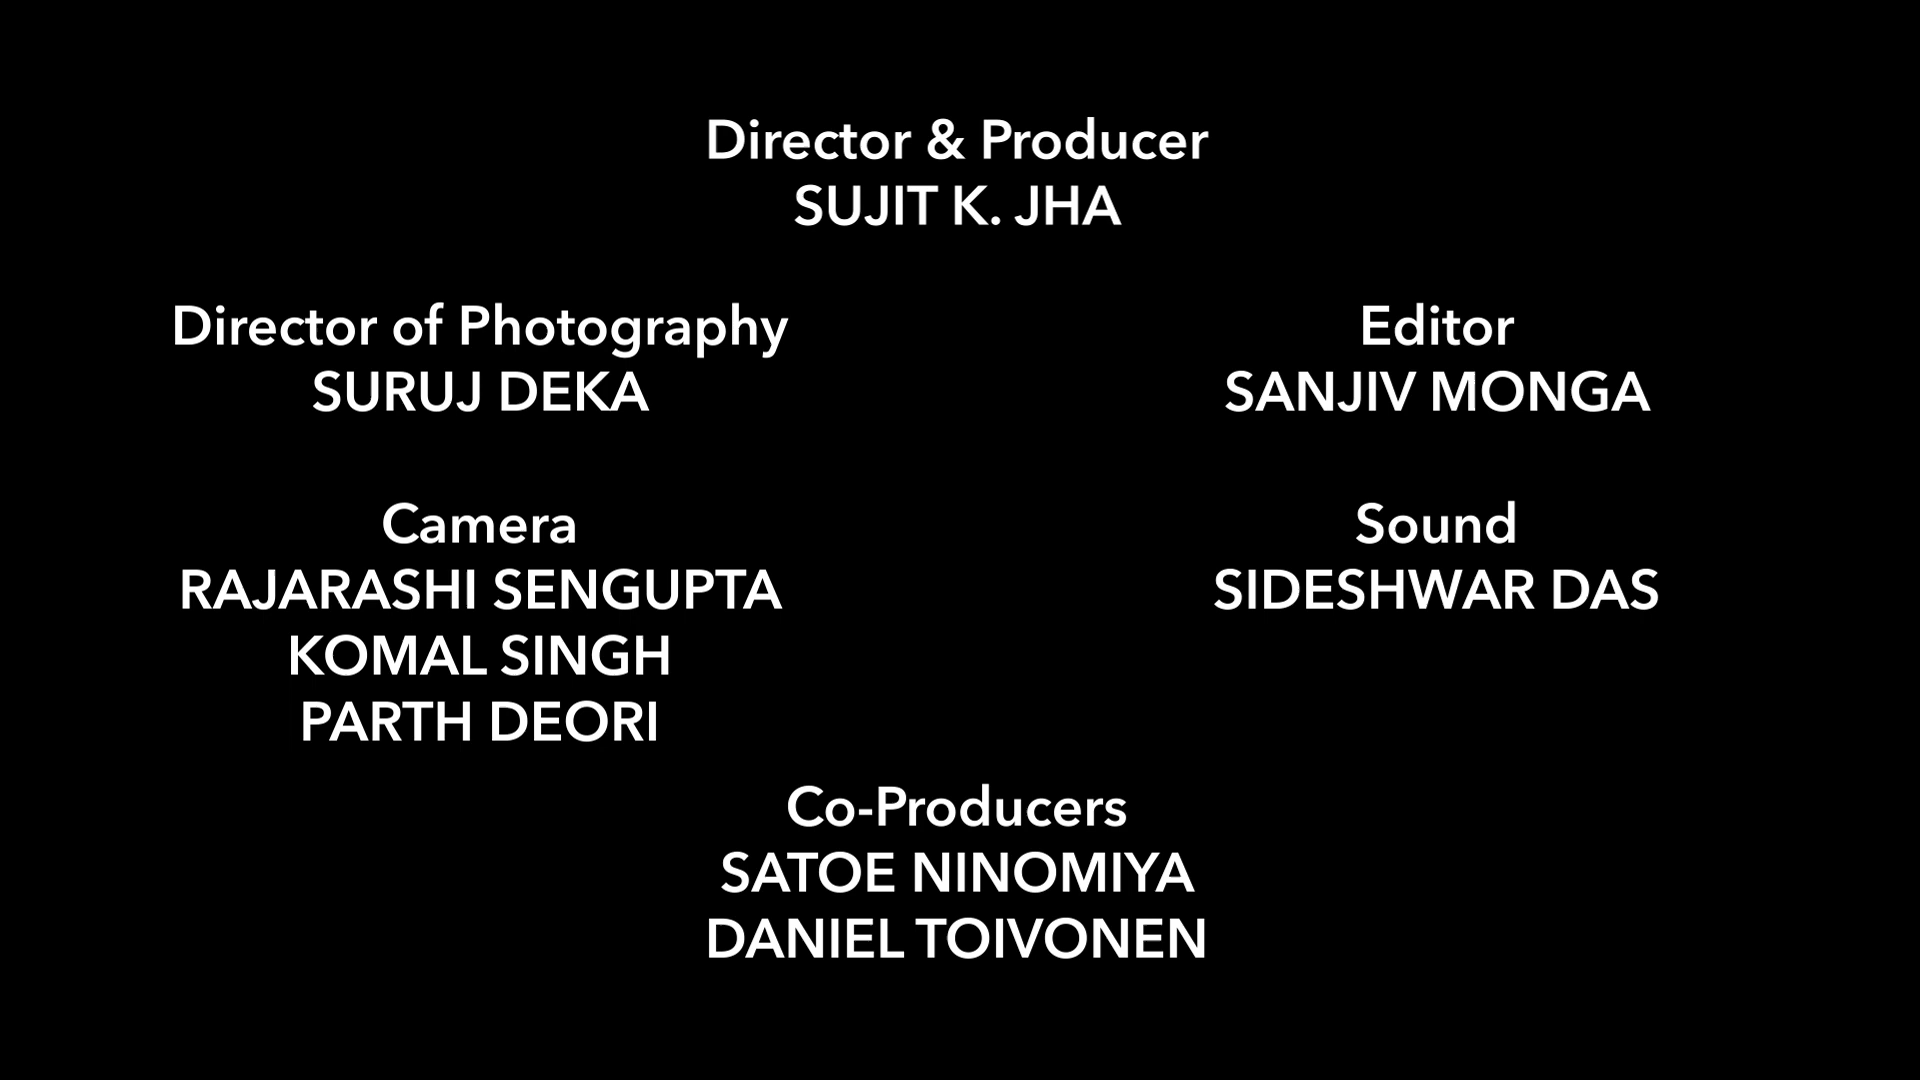 Director & Producer
SUJIT K. JHA
Director of Photography
SURUJ DEKA
Editor
SANJIV MONGA
Camera
RAJARASHI SENGUPTA
KOMAL SINGH
PARTH DEORI
Sound
SIDESHWAR DAS
Co-Producers
SATOE NINOMIYA
DANIEL TOIVONEN